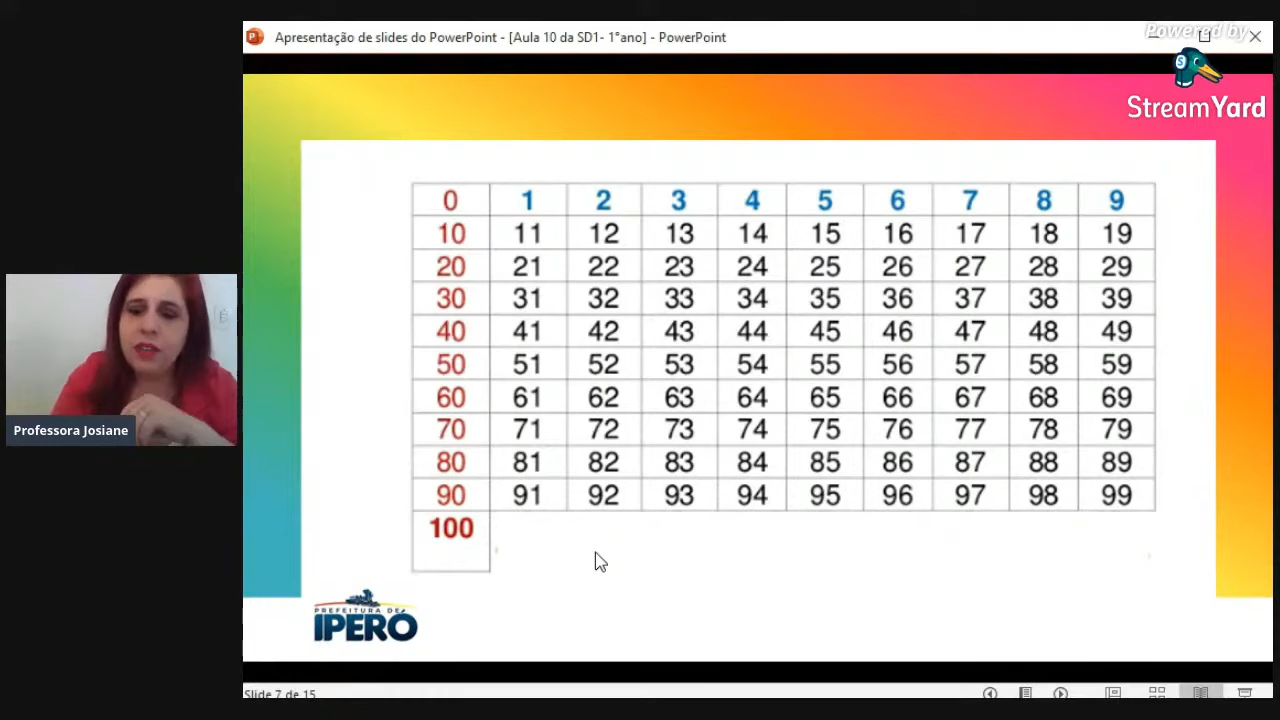 Apresentação de slides do PowerPoint - [Aula 10 da SD1- 1°ano] - PowerPoint
Powered by
StreamYard
0 1 2 3 4 5 6 7 8 9
10 11 12 13 14 15 16 17 18 19
20 21 22 23 24 25 26 27 28 29
30 31 32 33 34 35 36 37 38 39
40 41 42 43 44 45 46 47 48 49
50 51 52 53 54 55 56 57 58 59
60 61 62 63 64 65 66 67 68 69
70 71 72 73 74 75 76 77 78 79
80 81 82 83 84 85 86 87 88 89
90 91 92 93 94 95 96 97 98 99
100
Professora Josiane
PREFEITURA DE
IPERÓ
Slide 7 de 15